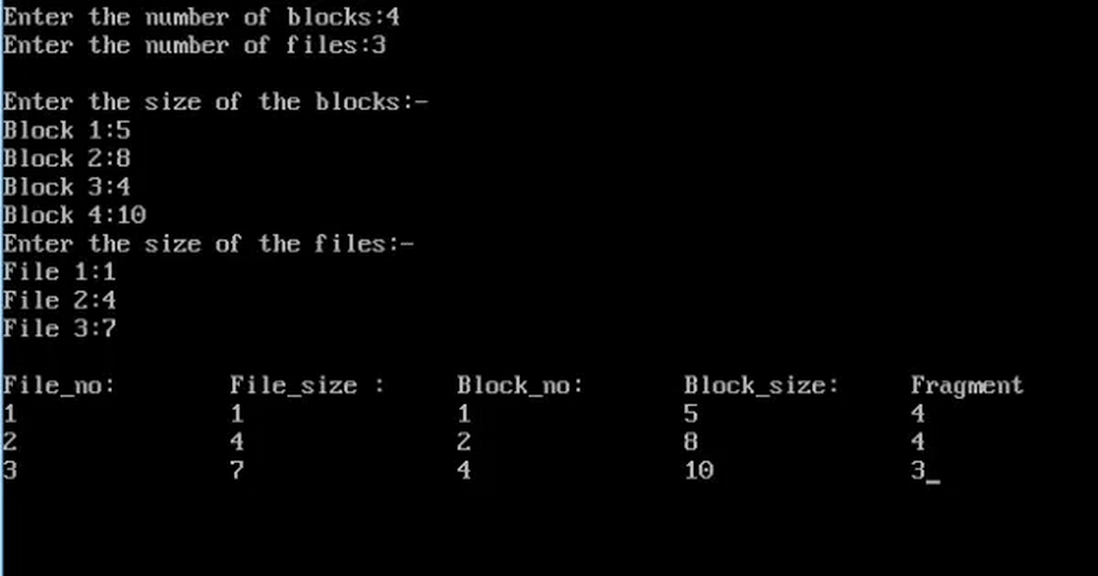 Enter the number of blocks:4
Enter the number of files:3
Enter the size of the blocks:-
Block 1:5
Block 2:8
Block 3:4
Block 4:10
Enter the size of the files:-
File 1:1
File 2:4
File 3:7
File_no: File_size : Block_no: Block_size: Fragment
1 1 1 5 4
2 4 2 8 4
3 7 4 10 3_